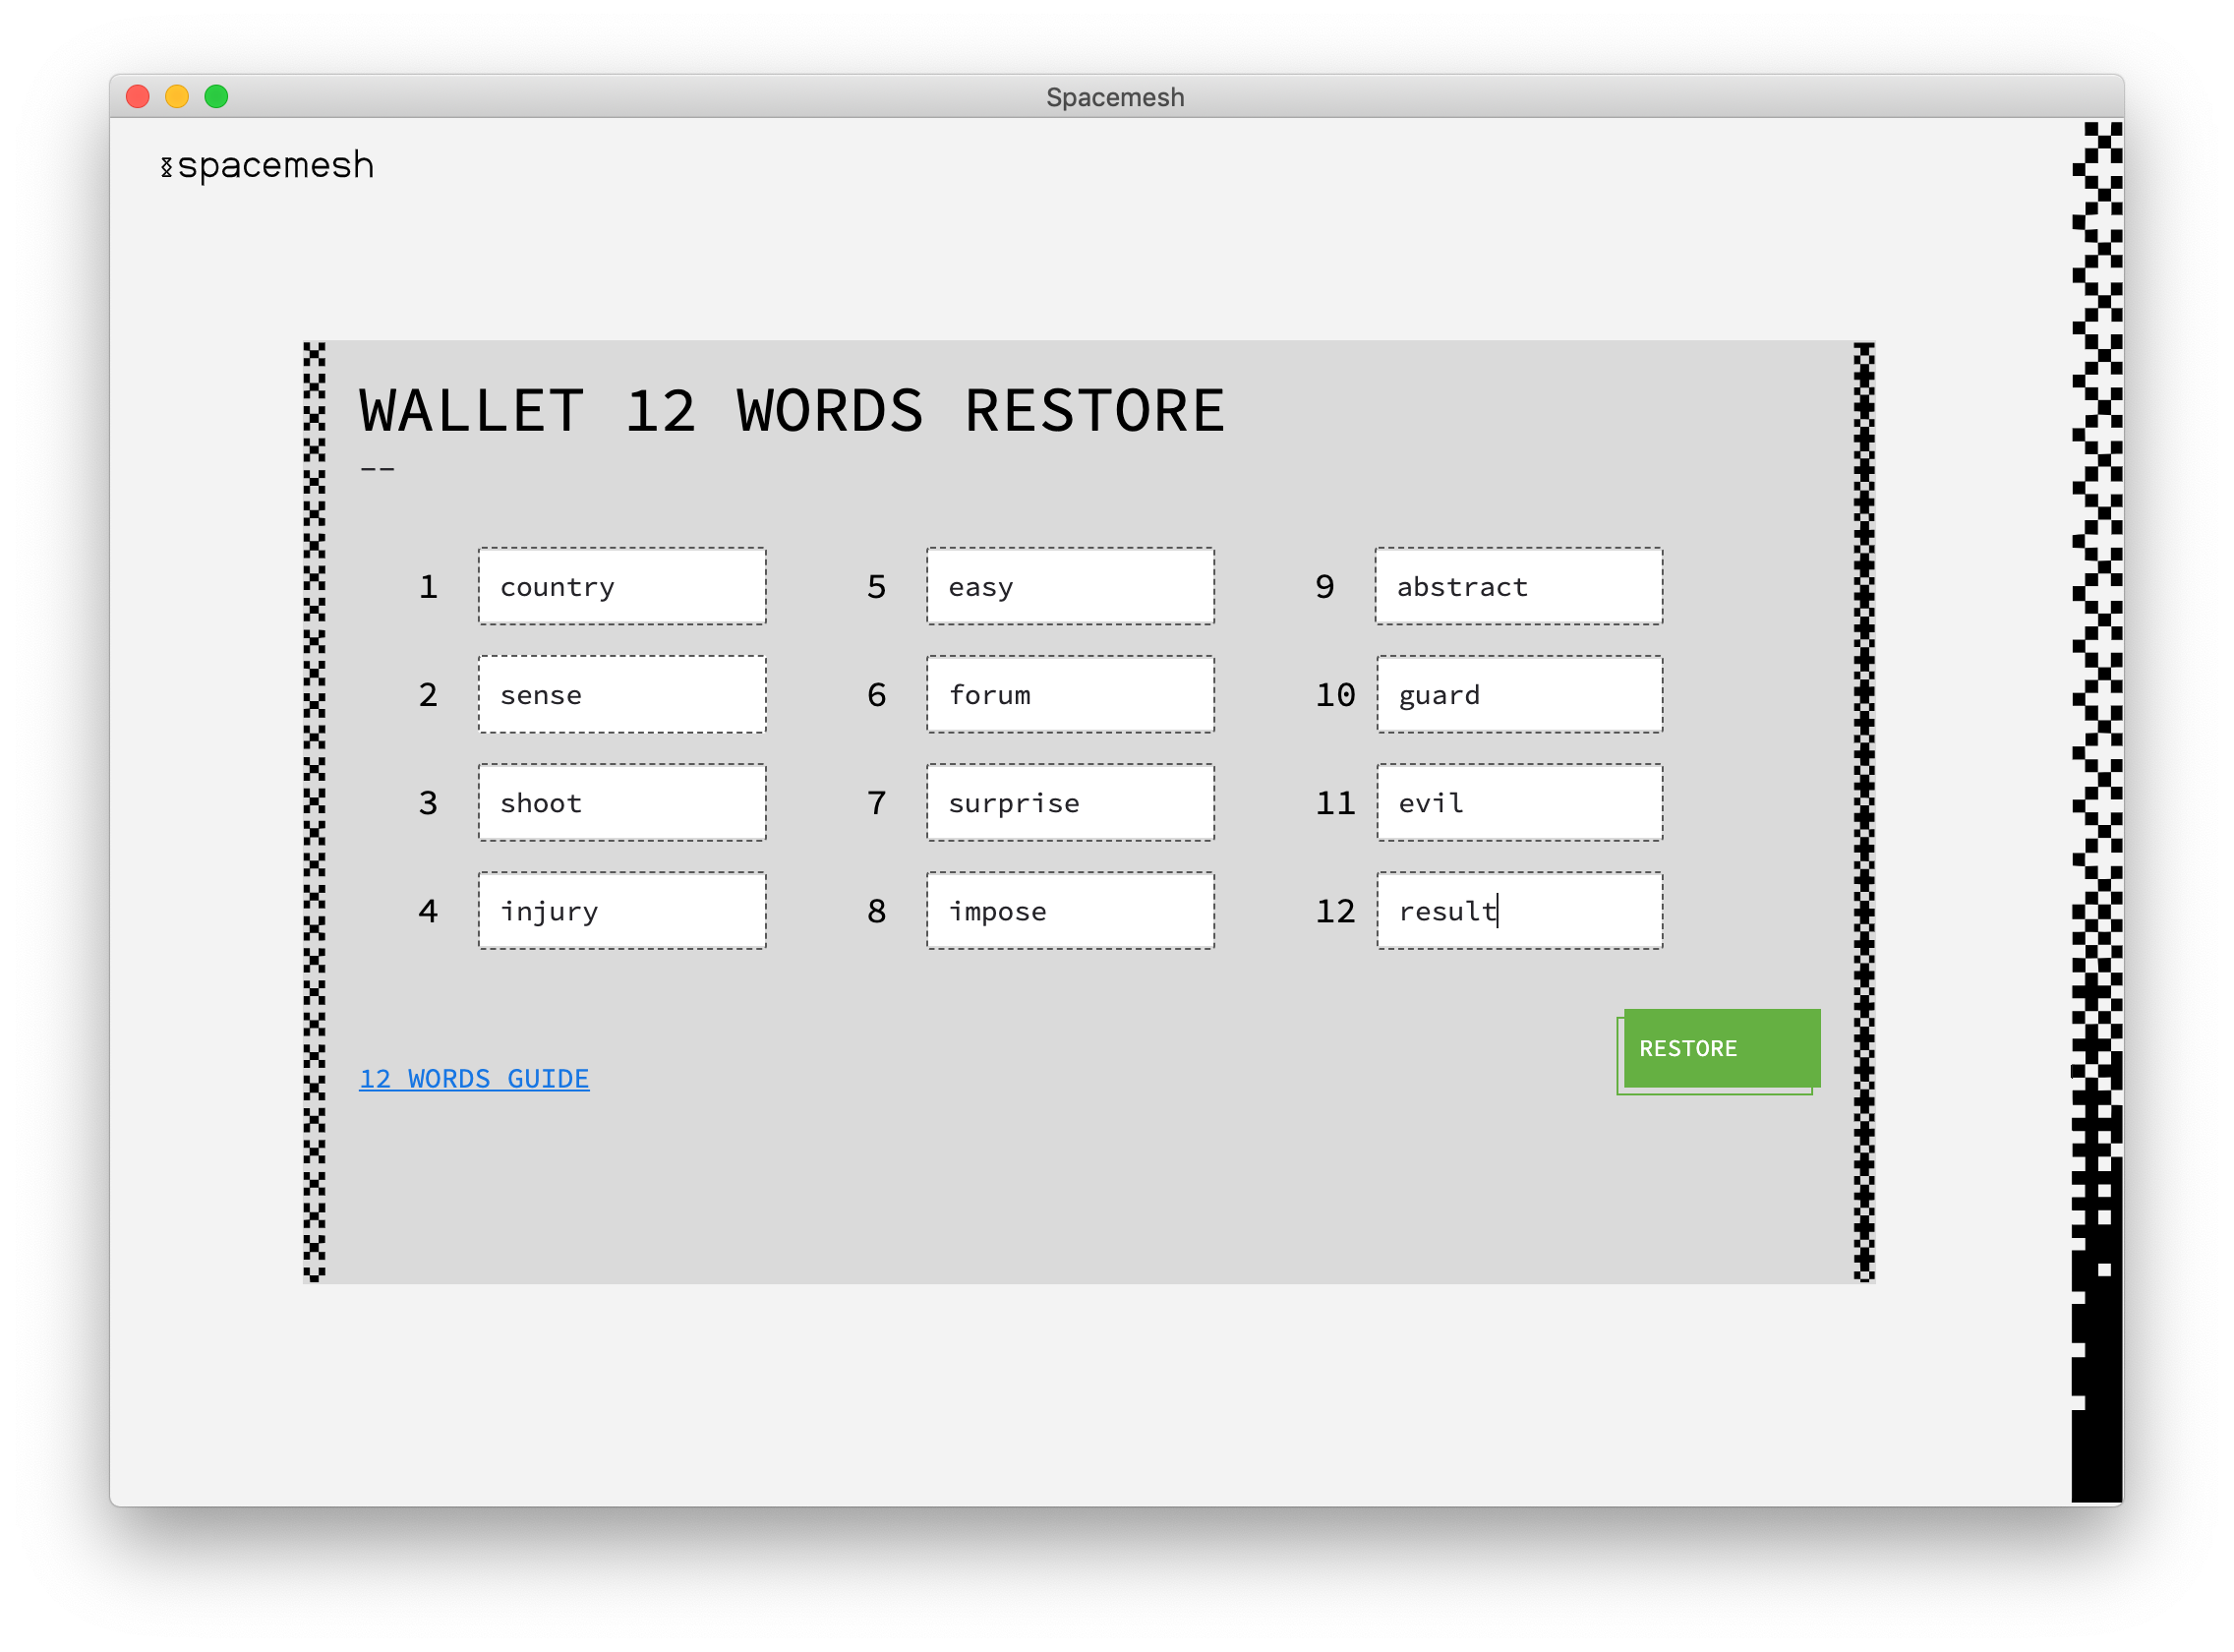 Spacemesh
spacemesh
WALLET 12 WORDS RESTORE
--
1 country
2 sense
3 shoot
4 injury
5 easy
6 forum
7 surprise
8 impose
9 abstract
10 guard
11 evil
12 result
12 WORDS GUIDE
RESTORE